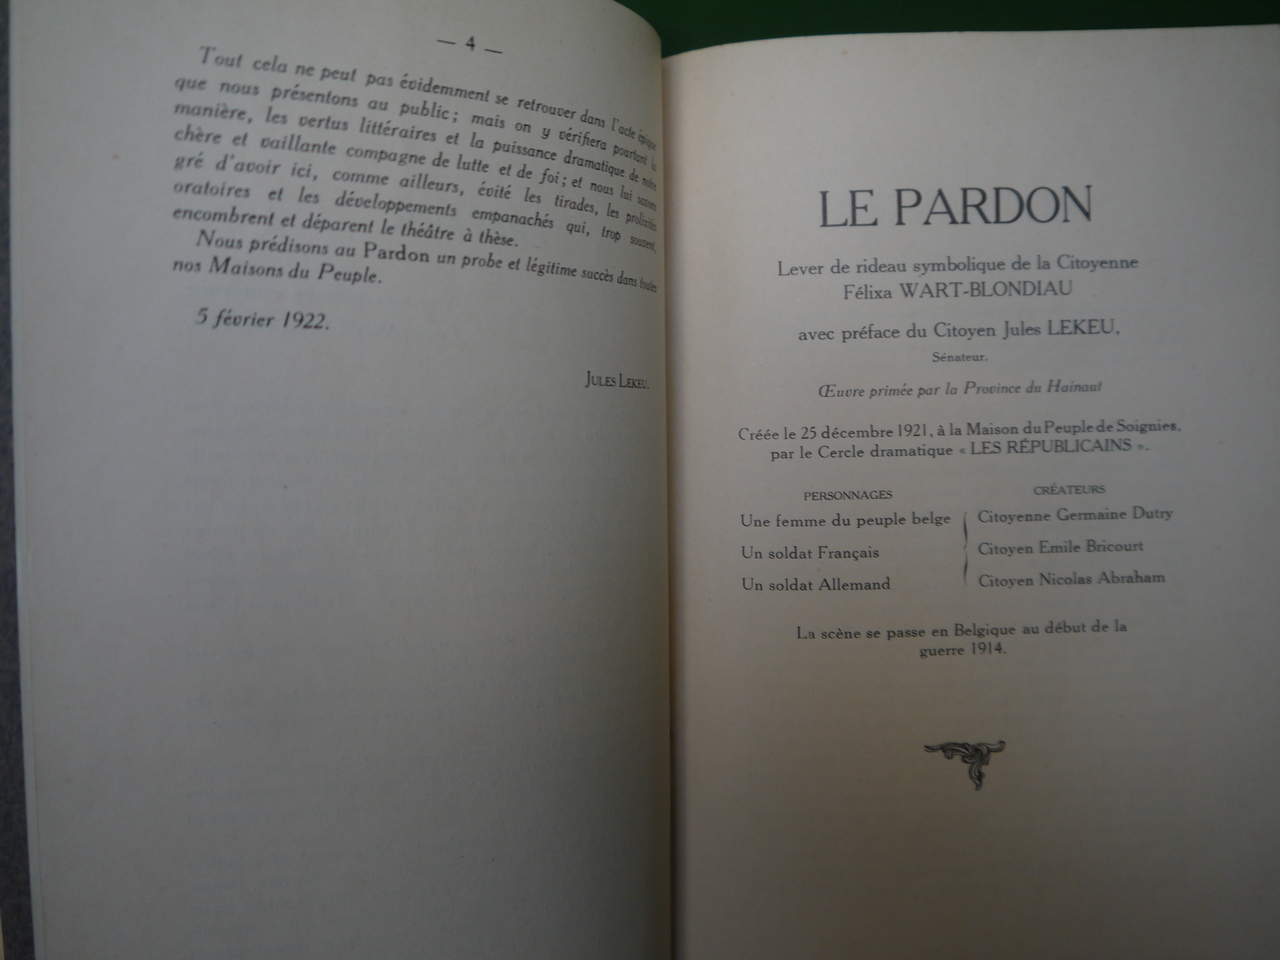 — 4 —
Tout cela ne peut pas évidemment se retrouver dans l'acte épique
que nous présentons au public; mais on y vérifiera pourtant la
manière, les vertus littéraires et la puissance dramatique de notre
chère et vaillante compagne de lutte et de foi; et nous lui savons
gré d'avoir ici, comme ailleurs, évité les tirades, les prolixités
oratoires et les développements empanachés qui, trop souvent,
encombrent et déparent le théâtre à thèse.
Nous prédisons au Pardon un probe et légitime succès dans toutes
nos Maisons du Peuple.
5 février 1922.
JULES LEKEU.
LE PARDON
Lever de rideau symbolique de la Citoyenne
Félixa WART-BLONDIAU
avec préface du Citoyen Jules LEKEU,
Sénateur.
Œuvre primée par la Province du Hainaut
Créée le 25 décembre 1921, à la Maison du Peuple de Soignies,
par le Cercle dramatique « LES RÉPUBLICAINS ».
PERSONNAGES CRÉATEURS
Une femme du peuple belge Citoyenne Germaine Dutry
Un soldat Français Citoyen Emile Bricourt
Un soldat Allemand Citoyen Nicolas Abraham
La scène se passe en Belgique au début de la
guerre 1914.